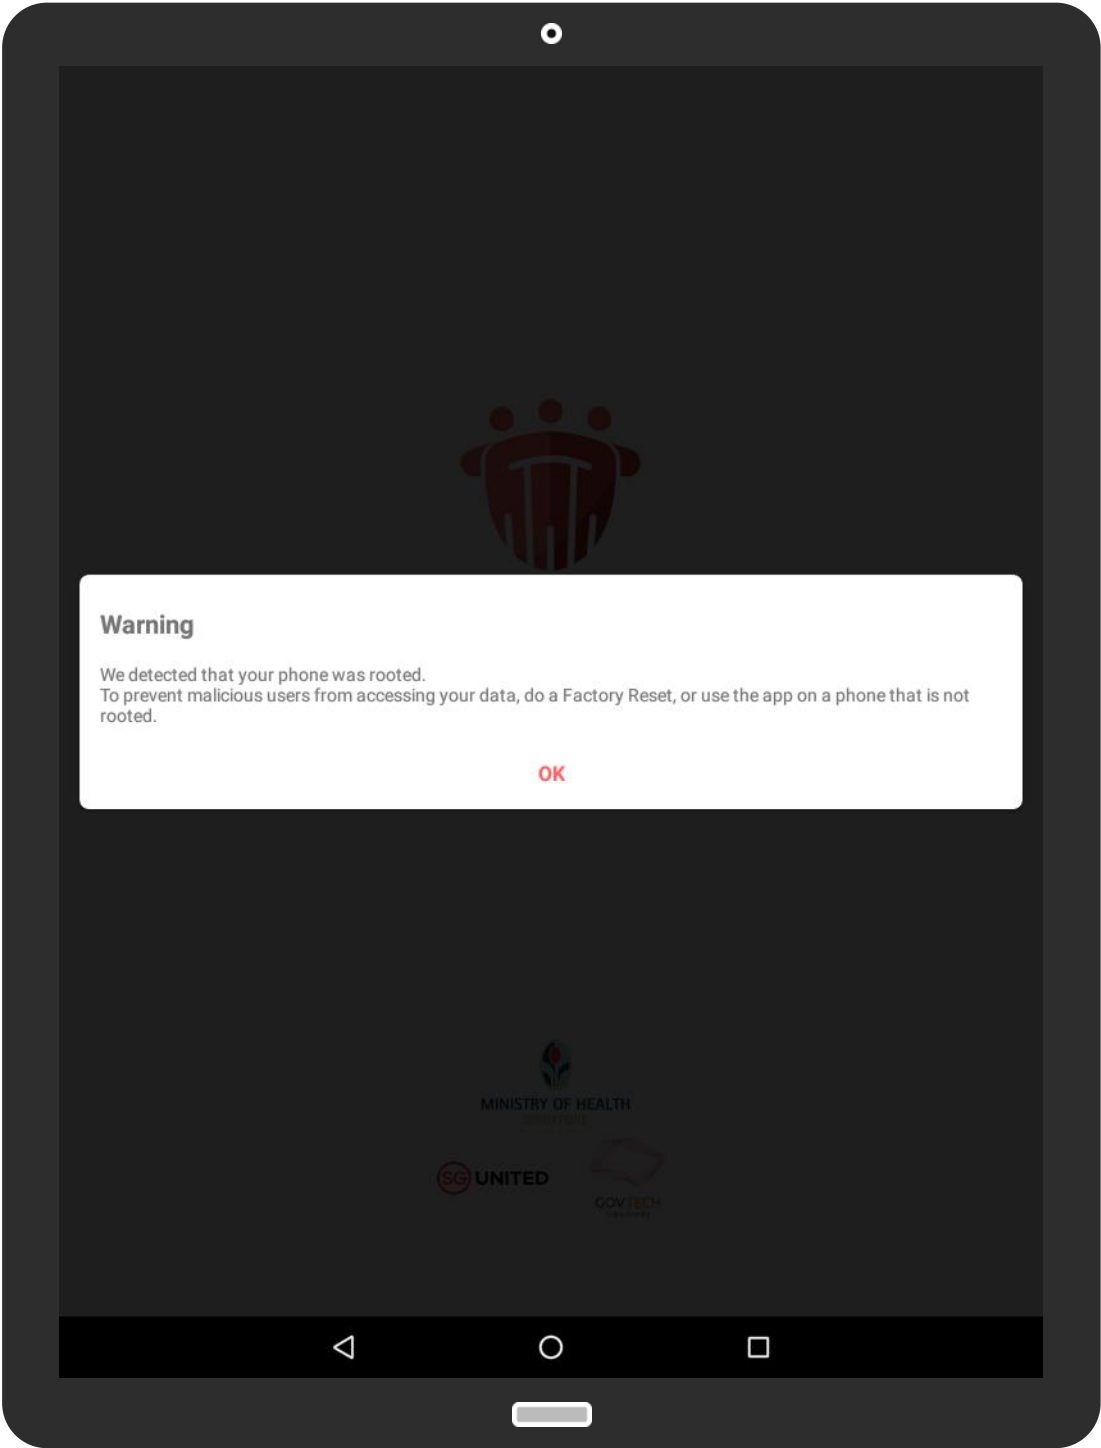 Warning
We detected that your phone was rooted.
To prevent malicious users from accessing your data, do a Factory Reset, or use the app on a phone that is not
rooted.
OK
MINISTRY OF HEALTH
SINGAPORE
SG UNITED
GOVTECH